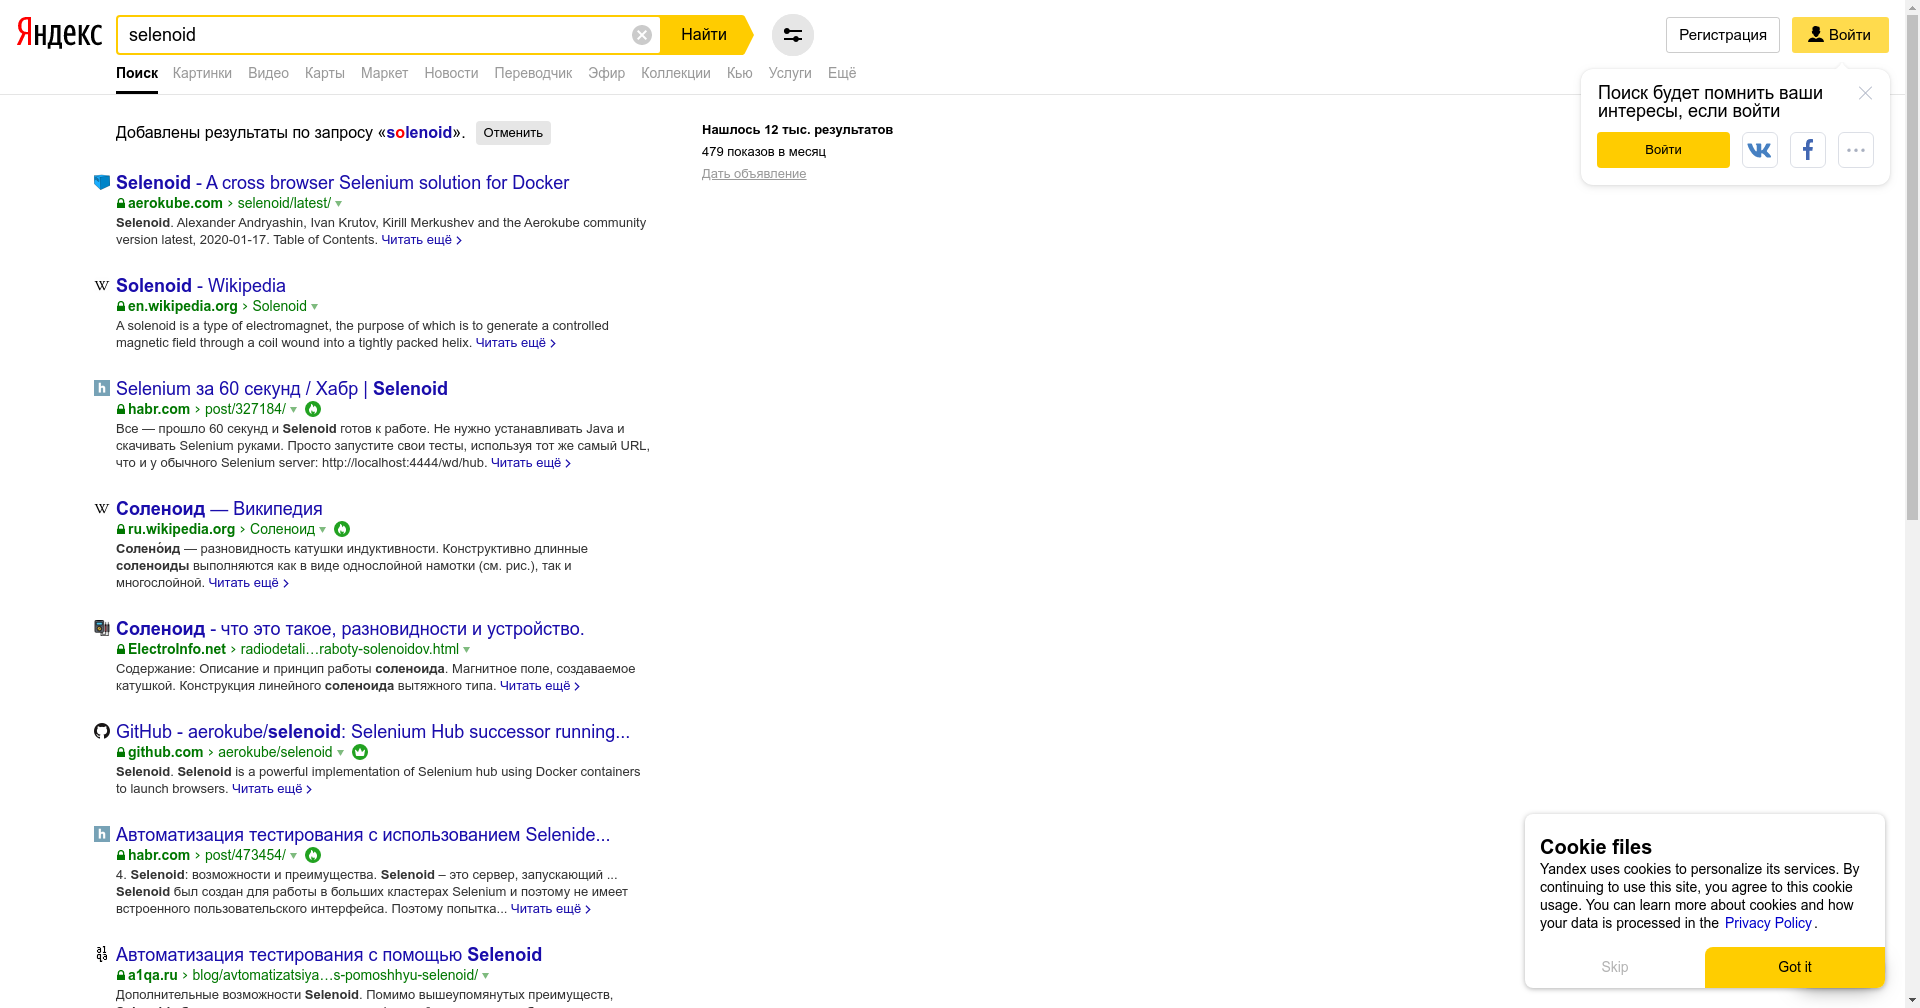 Яндекс
selenoid
Найти
Регистрация
Войти
Поиск Картинки Видео Карты Маркет Новости Переводчик Эфир Коллекции Кью Услуги Ещё
Поиск будет помнить ваши
интересы, если войти
Войти
Добавлены результаты по запросу «solenoid». Отменить
Нашлось 12 тыс. результатов
479 показов в месяц
Дать объявление
Selenoid - A cross browser Selenium solution for Docker
aerokube.com › selenoid/latest/
Selenoid. Alexander Andryashin, Ivan Krutov, Kirill Merkushev and the Aerokube community
version latest, 2020-01-17. Table of Contents. Читать ещё ›
W Solenoid - Wikipedia
en.wikipedia.org › Solenoid
A solenoid is a type of electromagnet, the purpose of which is to generate a controlled
magnetic field through a coil wound into a tightly packed helix. Читать ещё ›
h Selenium за 60 секунд / Хабр | Selenoid
habr.com › post/327184/
Все — прошло 60 секунд и Selenoid готов к работе. Не нужно устанавливать Java и
скачивать Selenium руками. Просто запустите свои тесты, используя тот же самый URL,
что и у обычного Selenium server: http://localhost:4444/wd/hub. Читать ещё ›
W Соленоид — Википедия
ru.wikipedia.org › Соленоид
Солено́ид — разновидность катушки индуктивности. Конструктивно длинные
соленоиды выполняются как в виде однослойной намотки (см. рис.), так и
многослойной. Читать ещё ›
Соленоид - что это такое, разновидности и устройство.
ElectroInfo.net › radiodetali…raboty-solenoidov.html
Содержание: Описание и принцип работы соленоида. Магнитное поле, создаваемое
катушкой. Конструкция линейного соленоида вытяжного типа. Читать ещё ›
GitHub - aerokube/selenoid: Selenium Hub successor running...
github.com › aerokube/selenoid
Selenoid. Selenoid is a powerful implementation of Selenium hub using Docker containers
to launch browsers. Читать ещё ›
h Автоматизация тестирования с использованием Selenide...
habr.com › post/473454/
4. Selenoid: возможности и преимущества. Selenoid – это сервер, запускающий ...
Selenoid был создан для работы в больших кластерах Selenium и поэтому не имеет
встроенного пользовательского интерфейса. Поэтому попытка... Читать ещё ›
a1 qa Автоматизация тестирования с помощью Selenoid
a1qa.ru › blog/avtomatizatsiya…s-pomoshhyu-selenoid/
Дополнительные возможности Selenoid. Помимо вышеупомянутых преимуществ,
Cookie files
Yandex uses cookies to personalize its services. By
continuing to use this site, you agree to this cookie
usage. You can learn more about cookies and how
your data is processed in the Privacy Policy.
Skip
Got it